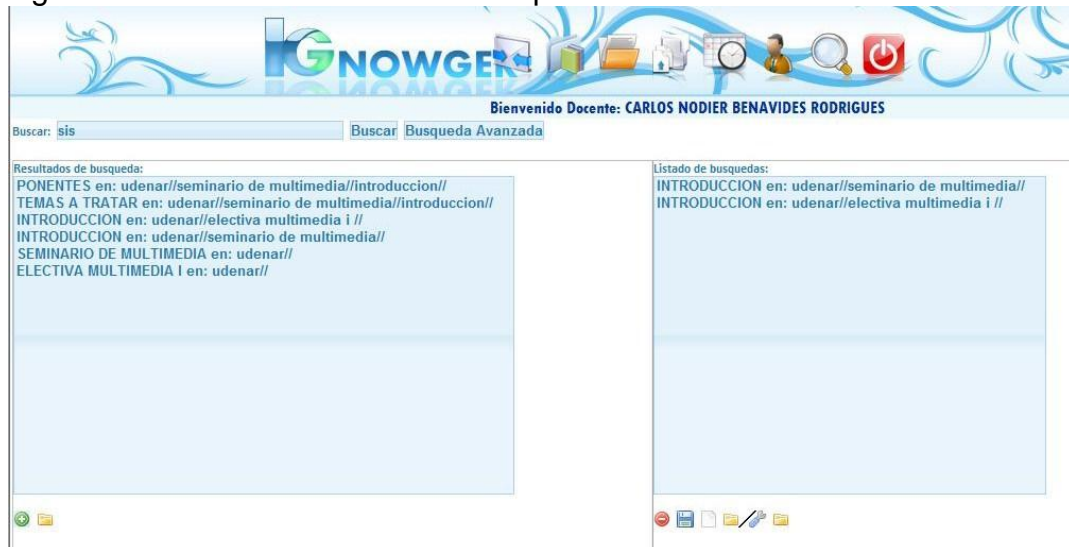 IGNOWGER
Bienvenido Docente: CARLOS NODIER BENAVIDES RODRIGUES
Buscar: sis Buscar Busqueda Avanzada
Resultados de busqueda:
PONENTES en: udenar//seminario de multimedia//introduccion//
TEMAS A TRATAR en: udenar//seminario de multimedia//introduccion//
INTRODUCCION en: udenar//electiva multimedia i //
INTRODUCCION en: udenar//seminario de multimedia//
SEMINARIO DE MULTIMEDIA en: udenar//
ELECTIVA MULTIMEDIA I en: udenar//
Listado de busquedas:
INTRODUCCION en: udenar//seminario de multimedia//
INTRODUCCION en: udenar//electiva multimedia i //